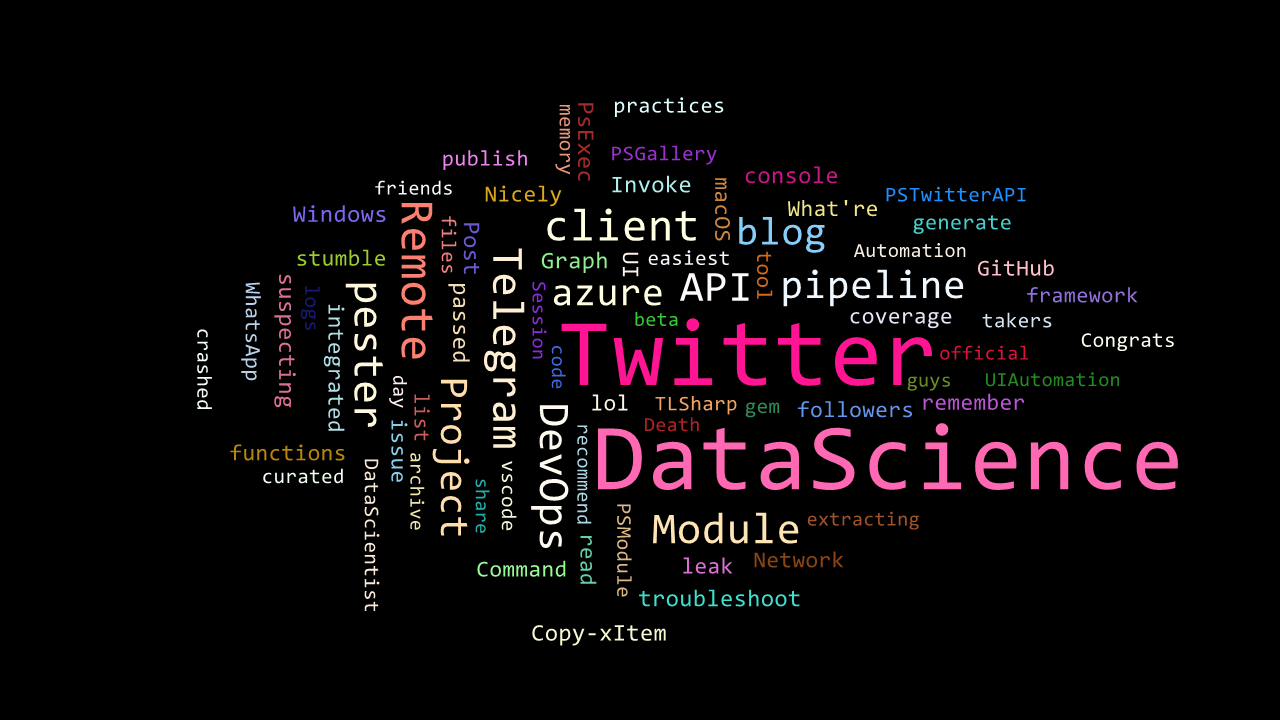 practices
PsExec
memory
PSGallery
publish
console
Invoke
macOS
friends
Nicely
PSTwitterAPI
What're
Windows
Remote
files
Post
client
blog
generate
stumble
Telegram
Graph
UI
easiest
tool
Automation
GitHub
WhatsApp
suspecting
logs
integrated
pester
passed
Session
azure
API
pipeline
framework
beta
coverage
takers
crashed
code
Twitter
official
Congrats
day
list
Project
guys
UIAutomation
issue
DevOps
lol
TLSharp
gem
followers
remember
Death
recommend
DataScience
functions
curated
DataScientist
archive
share
vscode
PSModule
Module
extracting
read
Command
leak
Network
troubleshoot
Copy-xItem